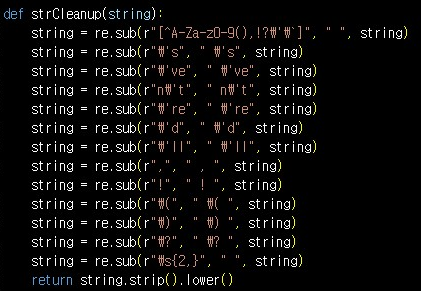 def strCleanup(string):
    string = re.sub(r"[^A-Za-z0-9(),!?₩'₩`]", " ", string)
    string = re.sub(r"₩'s", " ₩'s", string)
    string = re.sub(r"₩'ve", " ₩'ve", string)
    string = re.sub(r"n₩'t", " n₩'t", string)
    string = re.sub(r"₩'re", " ₩'re", string)
    string = re.sub(r"₩'d", " ₩'d", string)
    string = re.sub(r"₩'ll", " ₩'ll", string)
    string = re.sub(r",", " , ", string)
    string = re.sub(r"!", " ! ", string)
    string = re.sub(r"₩(", " ₩( ", string)
    string = re.sub(r"₩)", " ₩) ", string)
    string = re.sub(r"₩?", " ₩? ", string)
    string = re.sub(r"₩s{2,}", " ", string)
    return string.strip().lower()